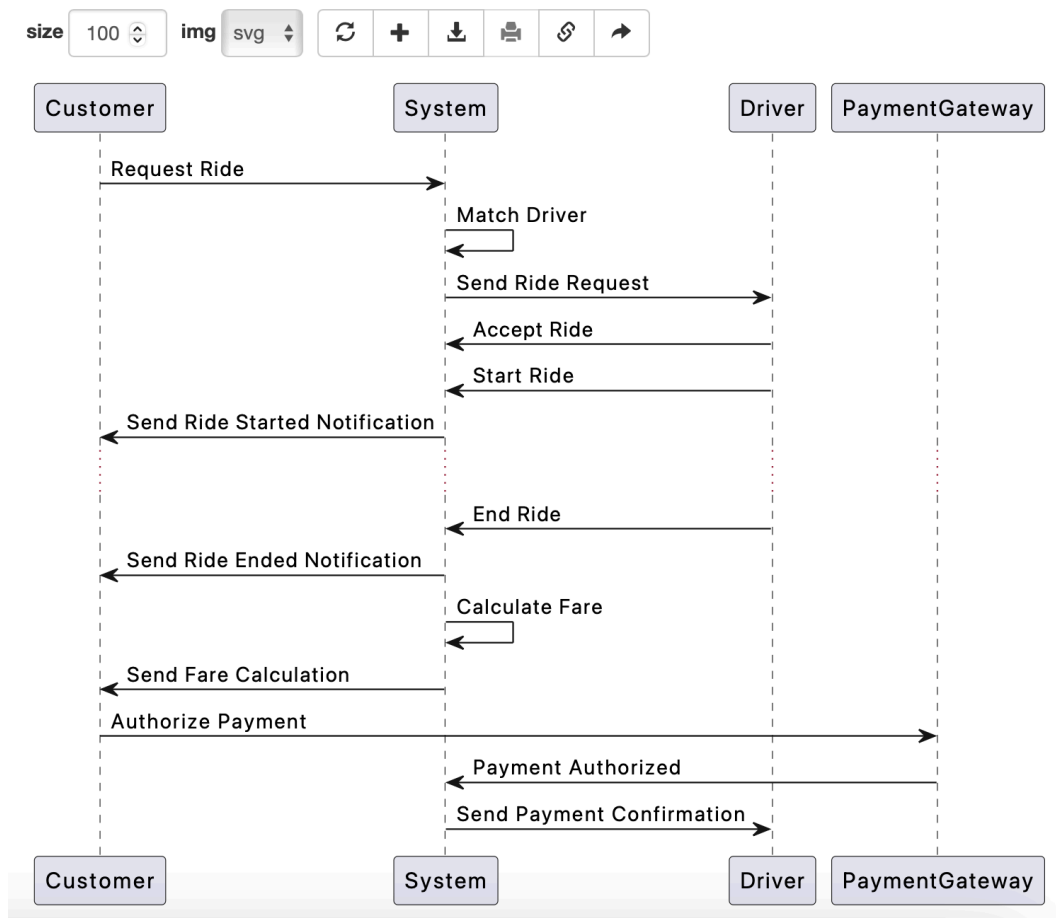 size 100 img svg
Customer System Driver PaymentGateway
Request Ride
Match Driver
Send Ride Request
Accept Ride
Start Ride
Send Ride Started Notification
End Ride
Send Ride Ended Notification
Calculate Fare
Send Fare Calculation
Authorize Payment
Payment Authorized
Send Payment Confirmation
Customer System Driver PaymentGateway